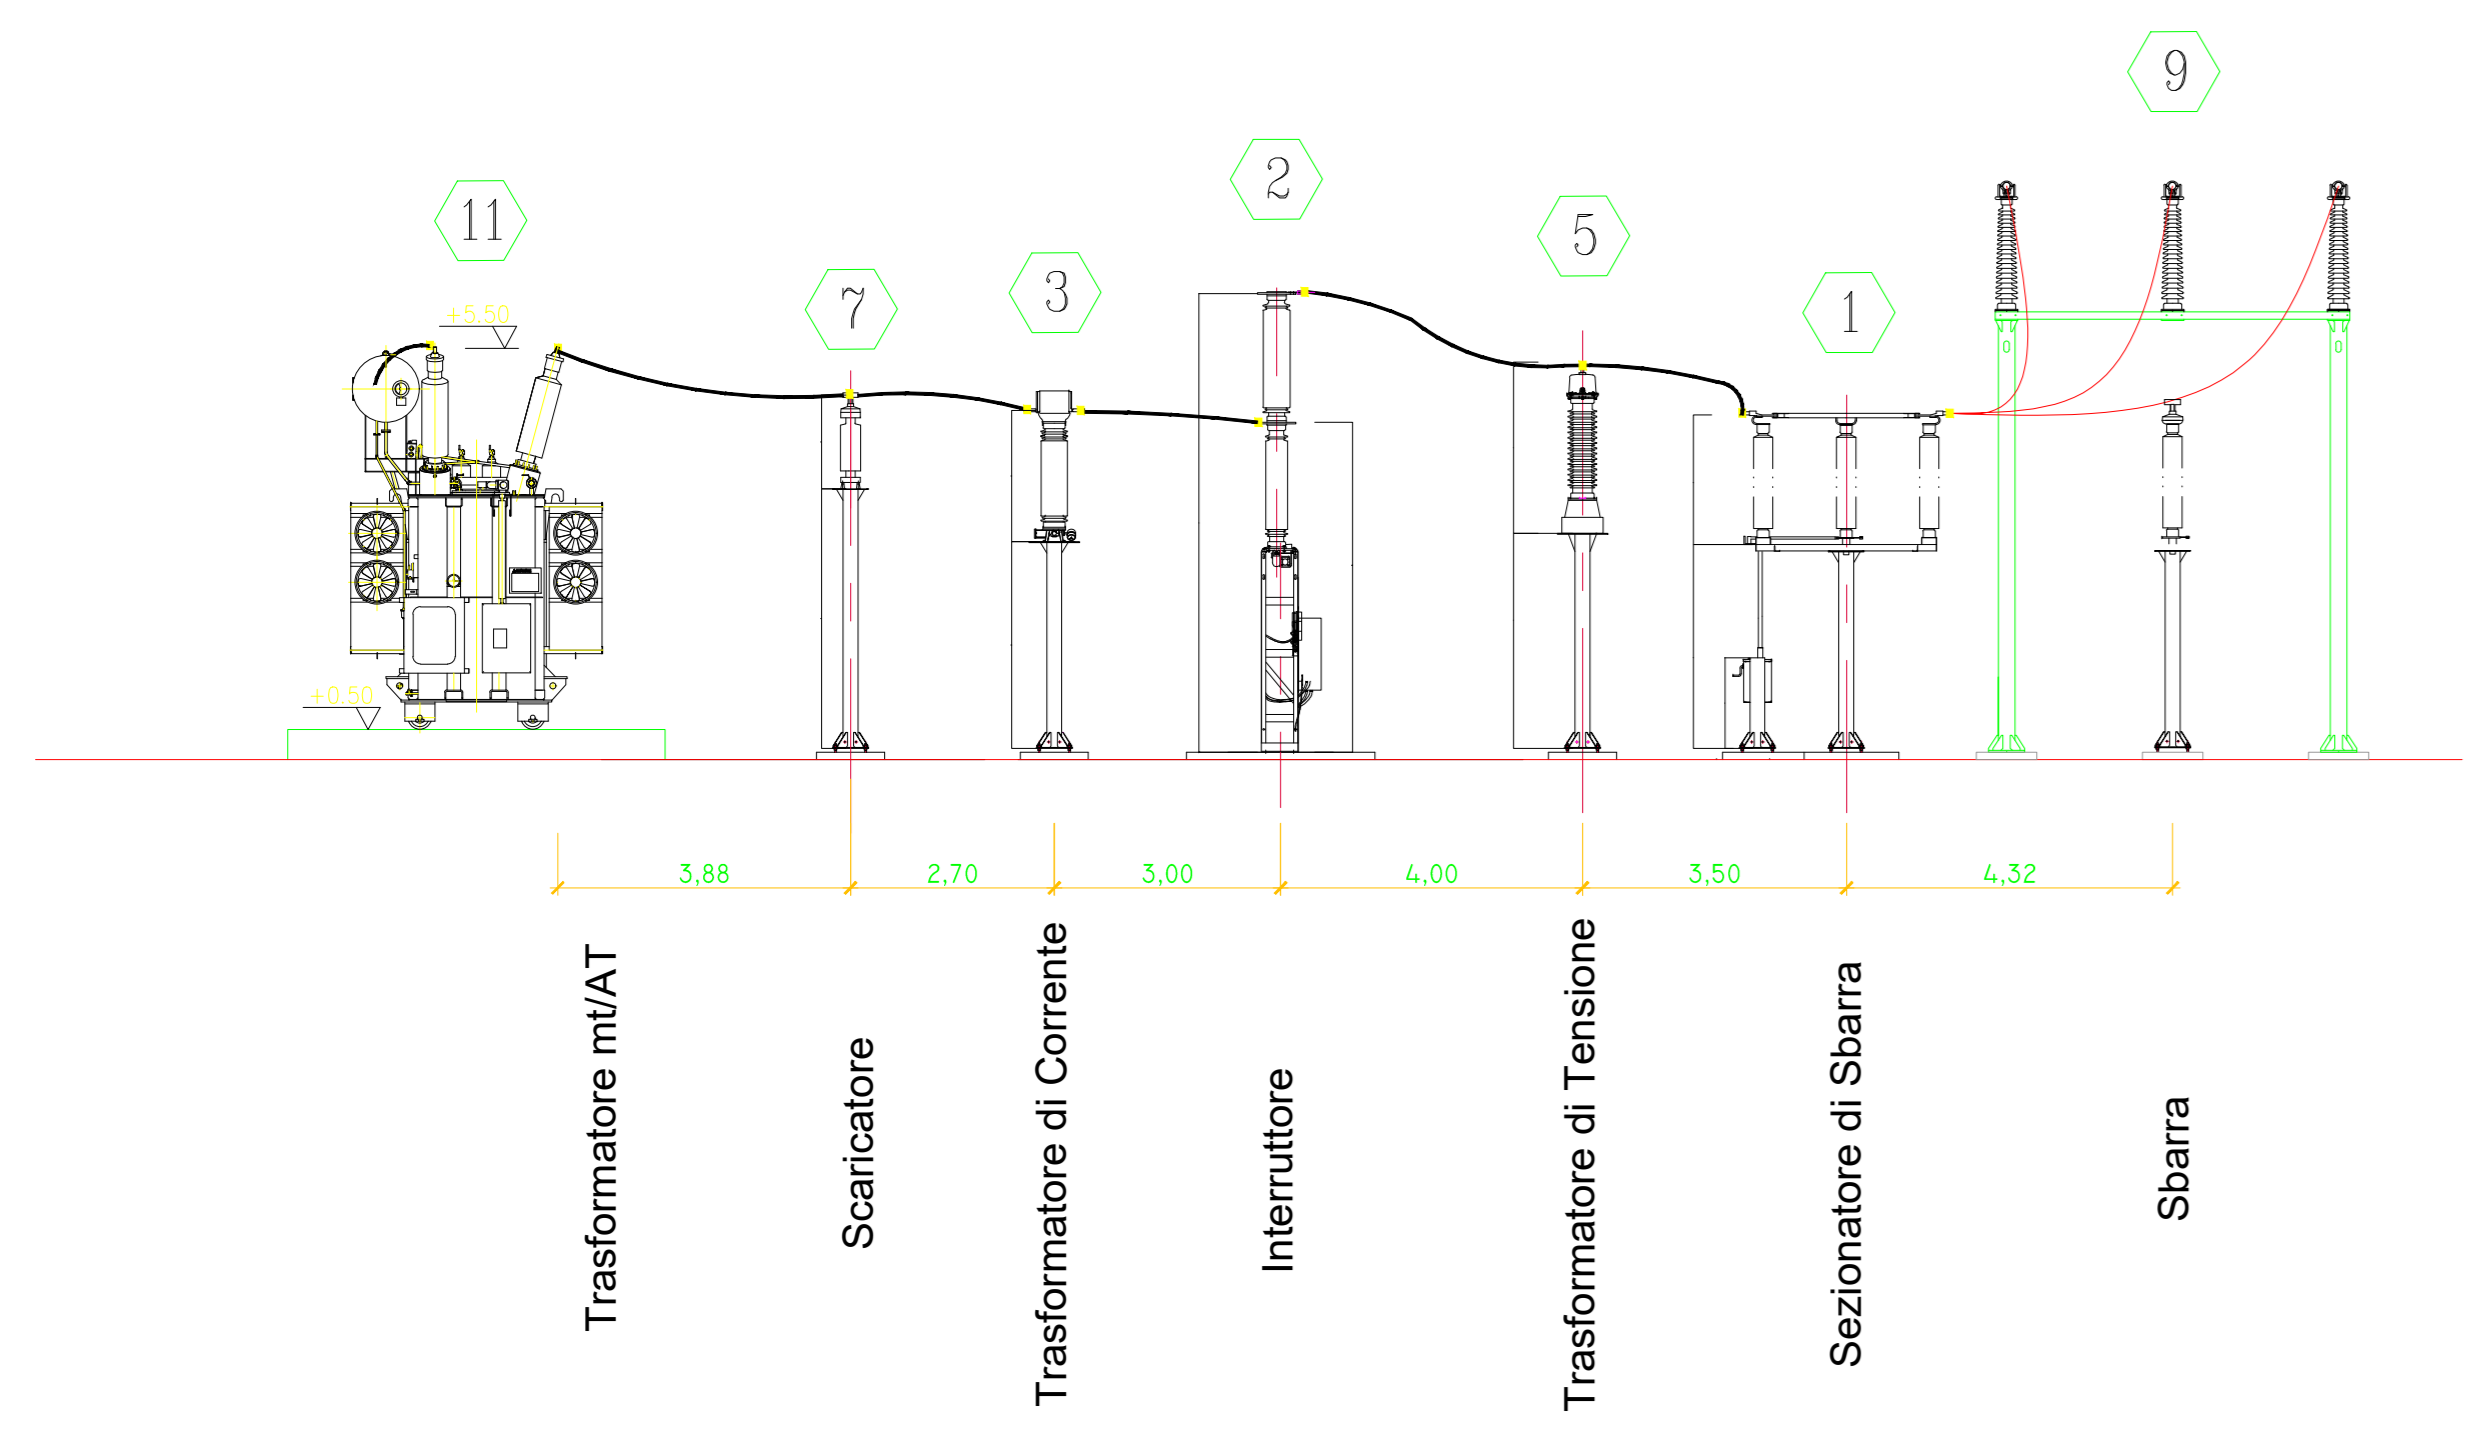 9
2
11
5
7
3
1
+5.50
+0.50
3,88
2,70
3,00
4,00
3,50
4,32
Trasformatore mt/AT
Scaricatore
Trasformatore di Corrente
Interruttore
Trasformatore di Tensione
Sezionatore di Sbarra
Sbarra